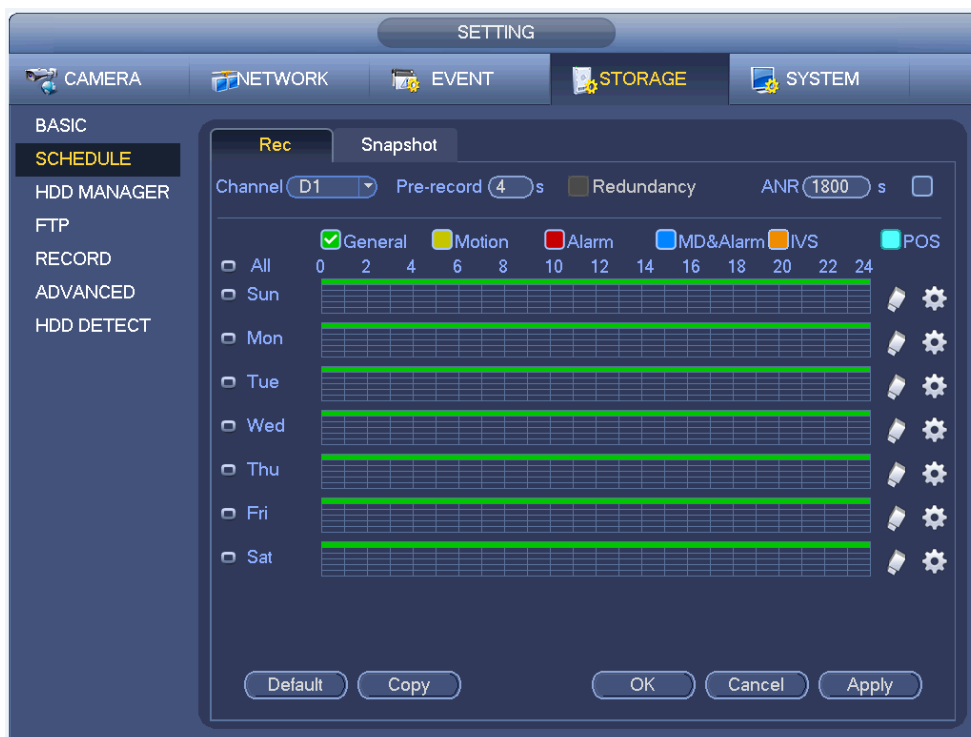 SETTING
CAMERA NETWORK EVENT STORAGE SYSTEM
BASIC
SCHEDULE
HDD MANAGER
FTP
RECORD
ADVANCED
HDD DETECT
Rec Snapshot
Channel D1 Pre-record 4 s Redundancy ANR 1800 s
General Motion Alarm MD&Alarm IVS POS
All 0 2 4 6 8 10 12 14 16 18 20 22 24
Sun
Mon
Tue
Wed
Thu
Fri
Sat
Default Copy OK Cancel Apply